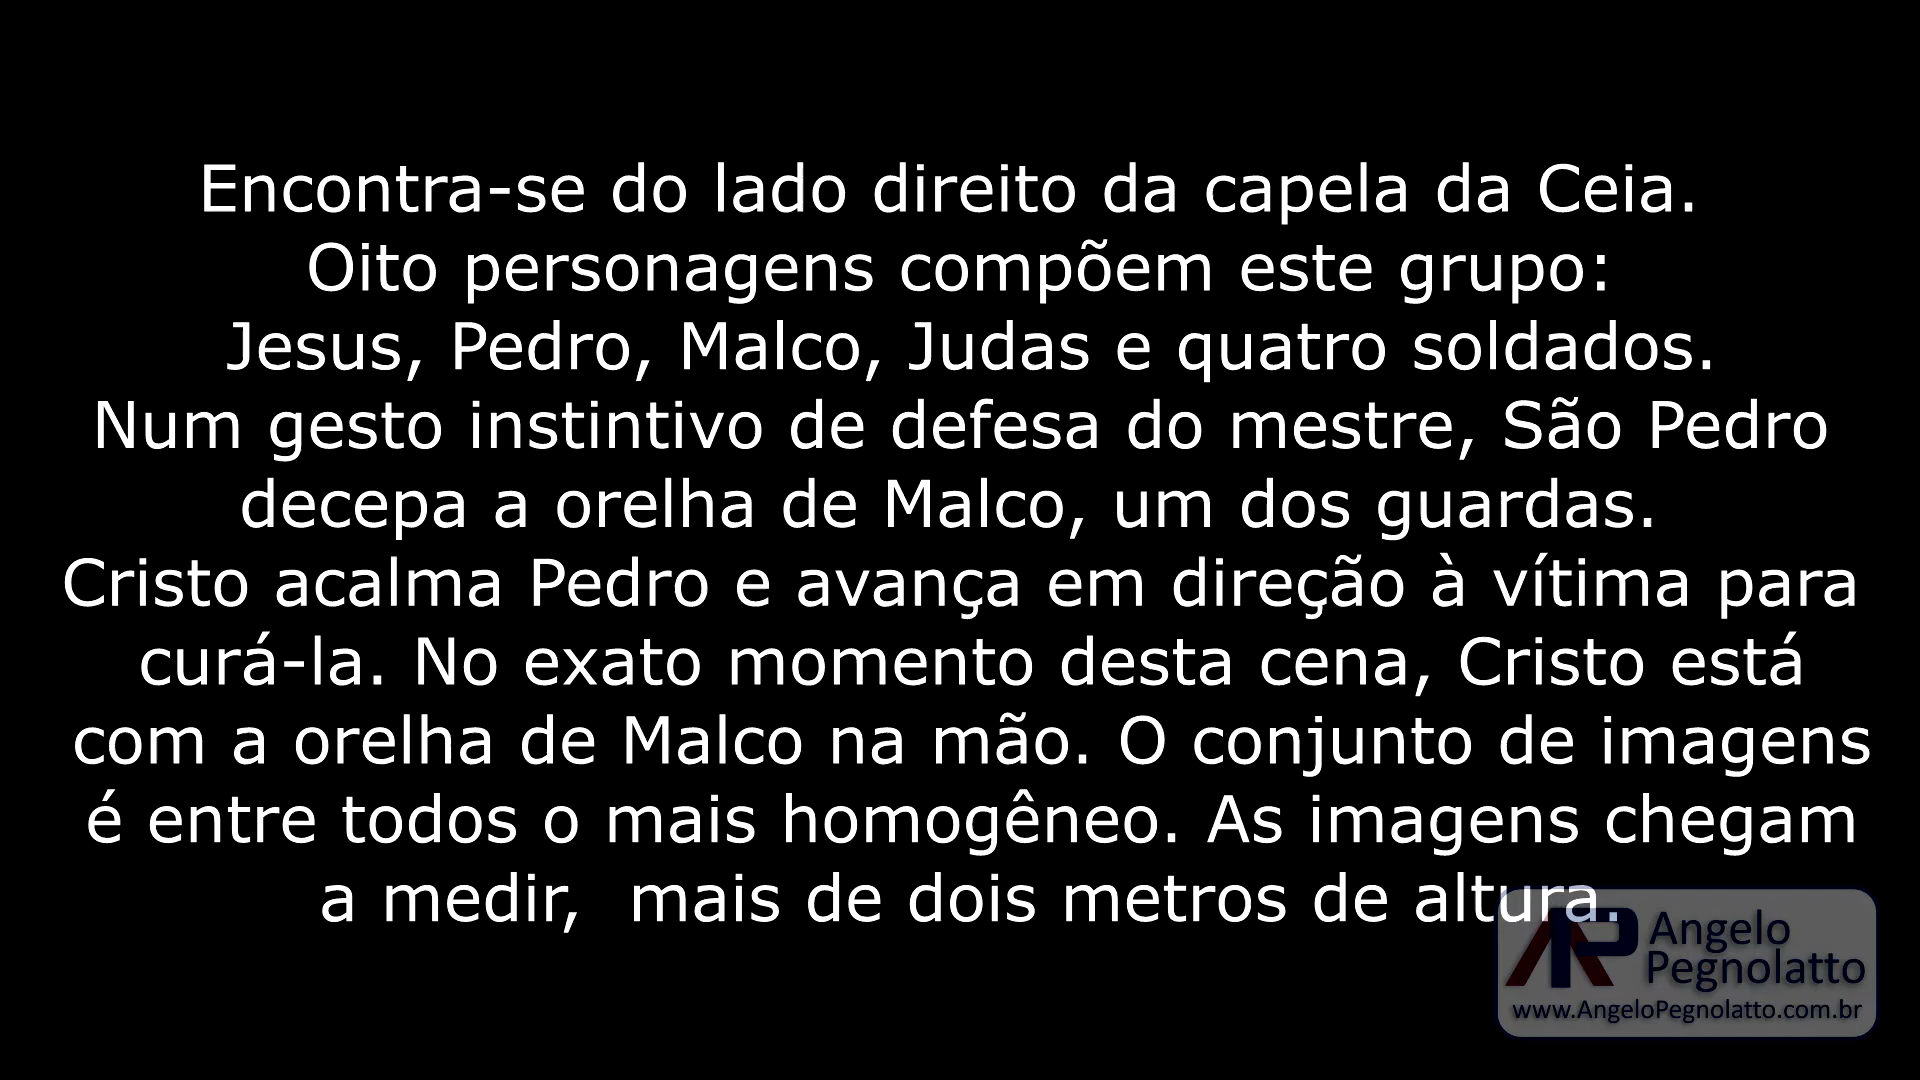 Encontra-se do lado direito da capela da Ceia.
Oito personagens compõem este grupo:
Jesus, Pedro, Malco, Judas e quatro soldados.
Num gesto instintivo de defesa do mestre, São Pedro
decepa a orelha de Malco, um dos guardas.
Cristo acalma Pedro e avança em direção à vítima para
curá-la. No exato momento desta cena, Cristo está
com a orelha de Malco na mão. O conjunto de imagens
é entre todos o mais homogêneo. As imagens chegam
a medir,  mais de dois metros de altura.
AP Angelo
Pegnolatto
www.AngeloPegnolatto.com.br